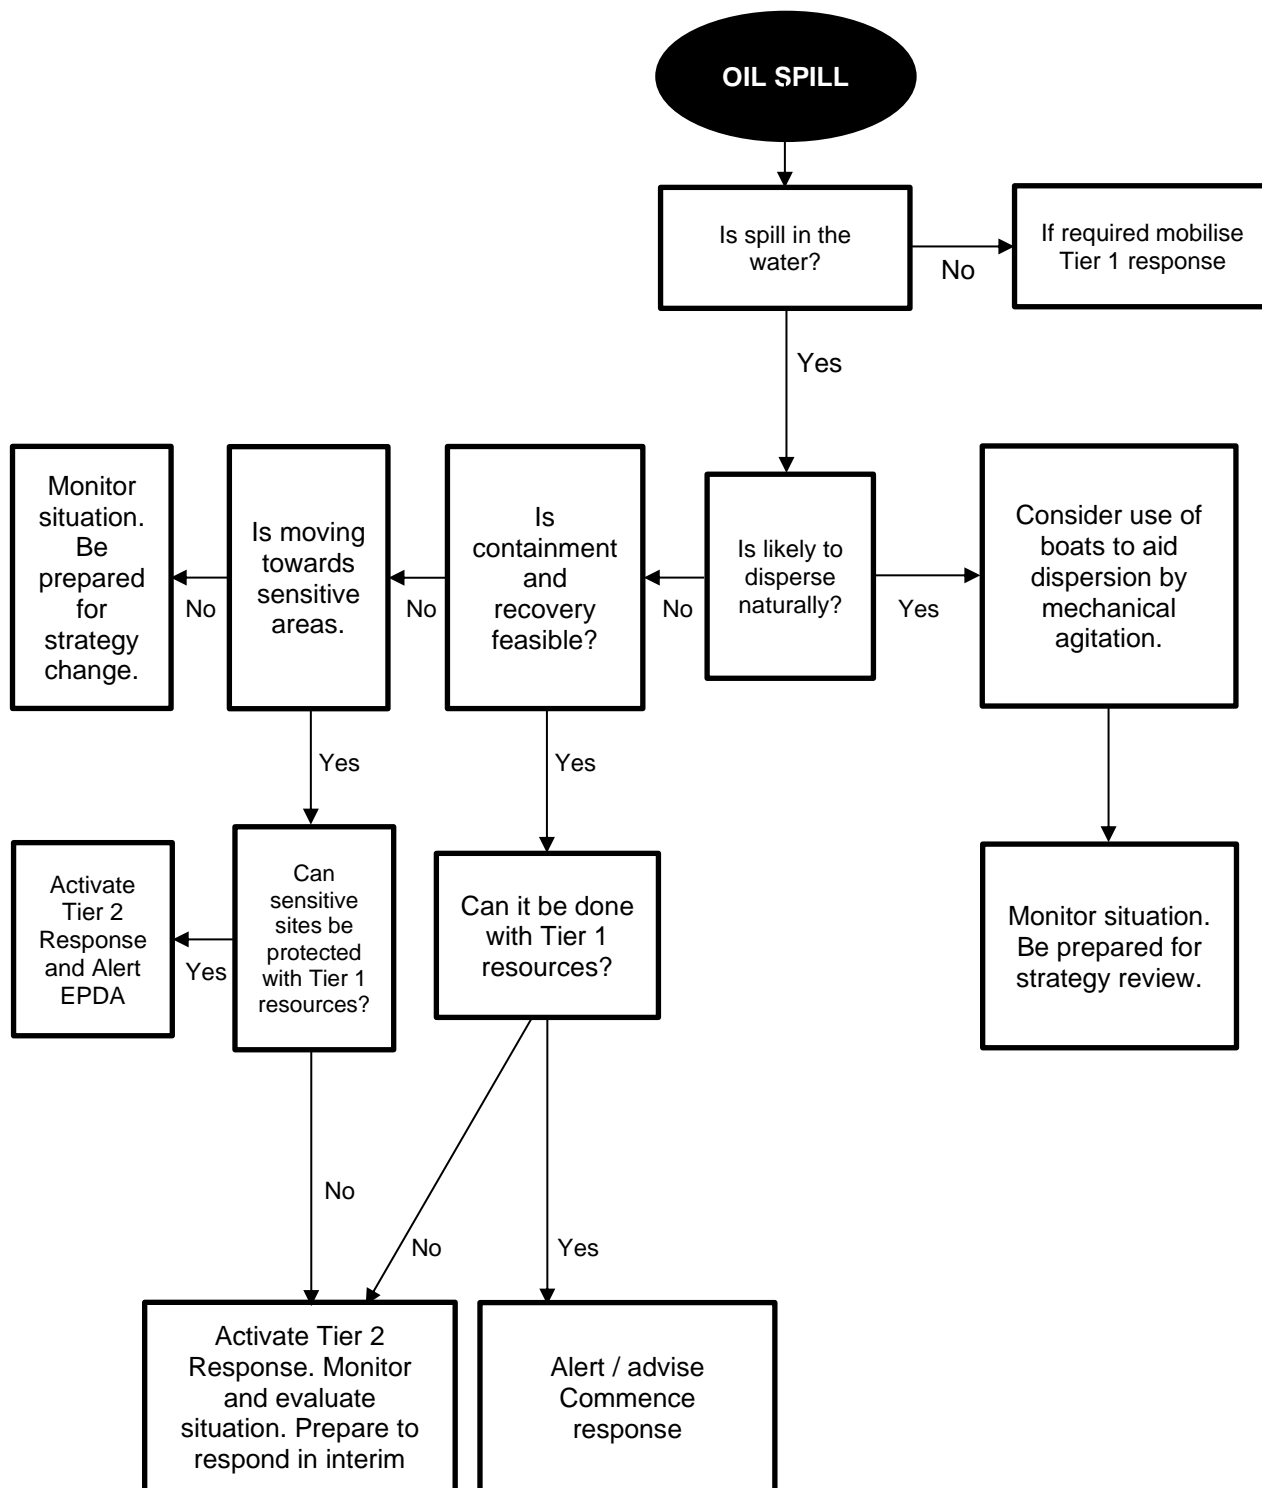 OIL SPILL
Is spill in the
water?
No
If required mobilise
Tier 1 response
Yes
Monitor
situation.
Be
prepared
for
strategy
change.
No
Is moving
towards
sensitive
areas.
No
Is
containment
and
recovery
feasible?
No
Is likely to
disperse
naturally?
Yes
Consider use of
boats to aid
dispersion by
mechanical
agitation.
Yes
Yes
Activate
Tier 2
Response
and Alert
EPDA
Yes
Can
sensitive
sites be
protected
with Tier 1
resources?
Can it be done
with Tier 1
resources?
Monitor situation.
Be prepared for
strategy review.
No
No
Yes
Activate Tier 2
Response. Monitor
and evaluate
situation. Prepare to
respond in interim
Alert / advise
Commence
response